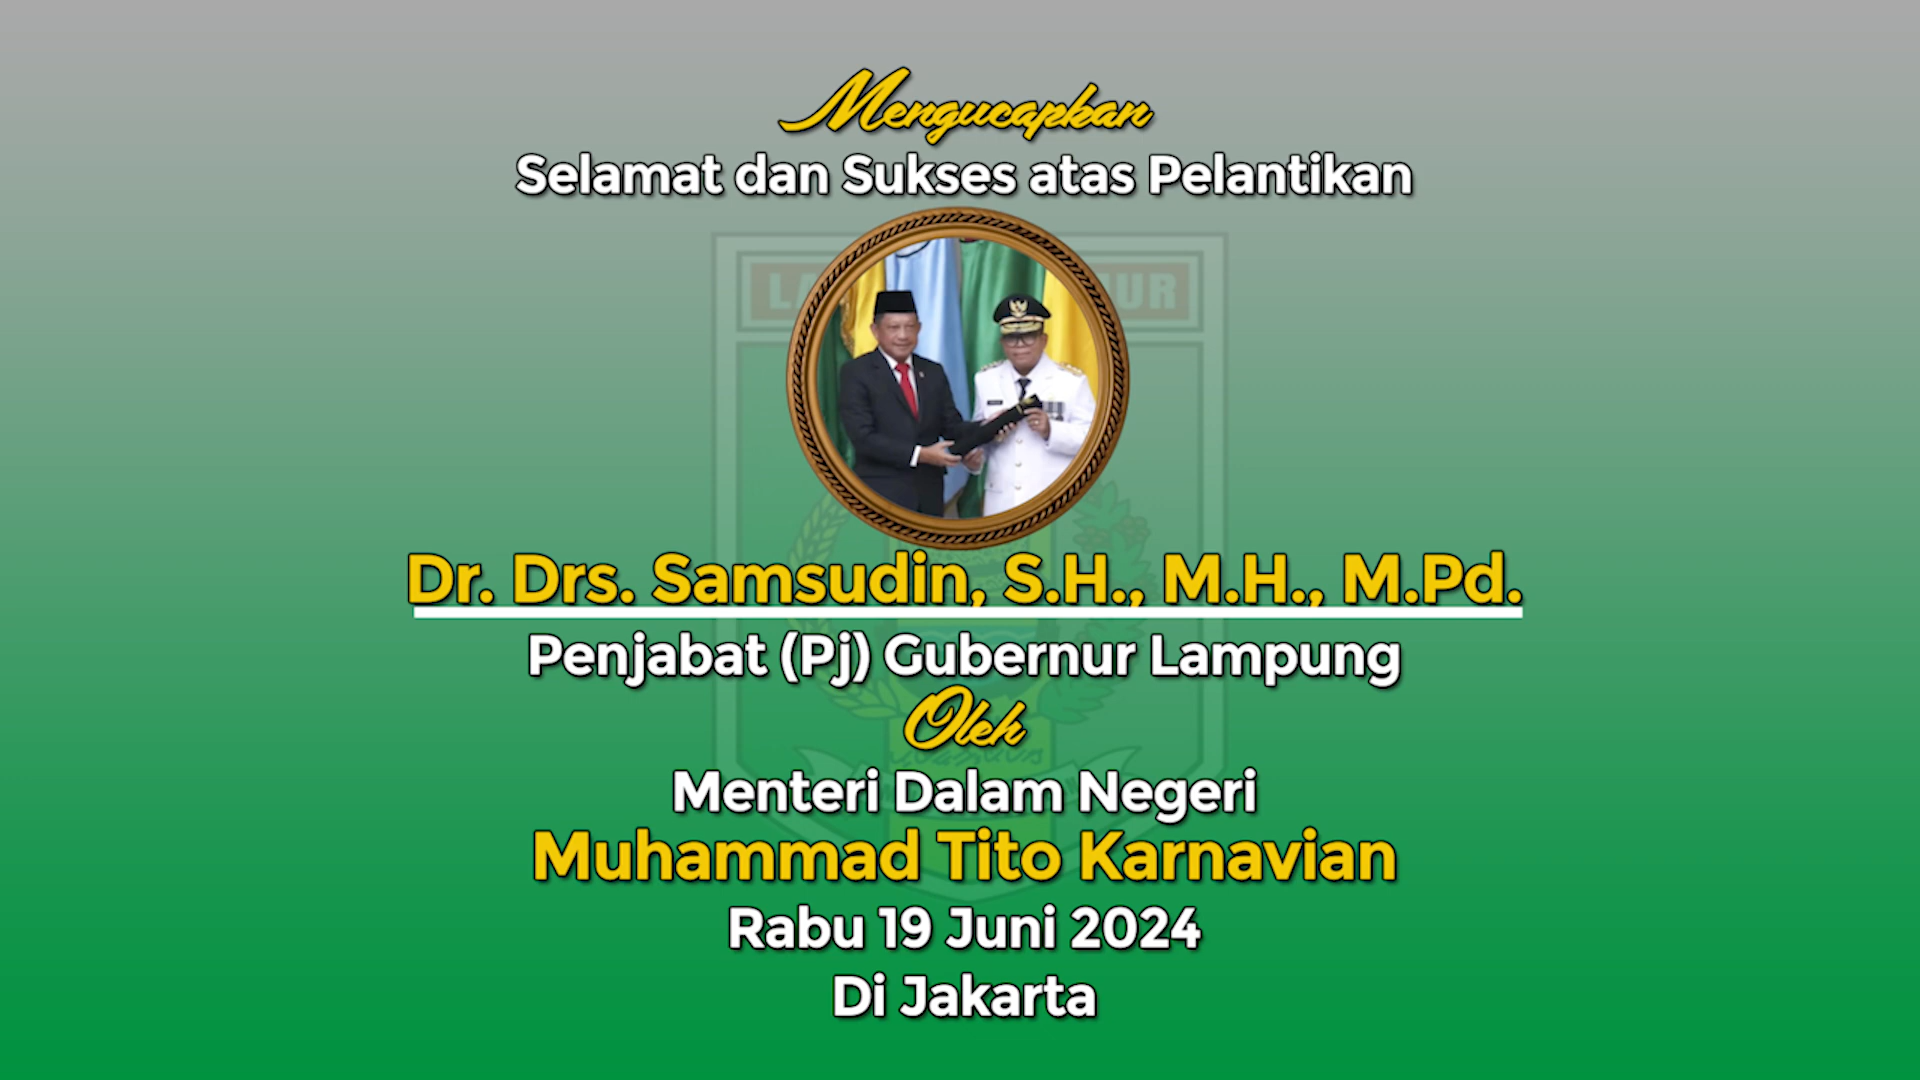 Mengucapkan
Selamat dan Sukses atas Pelantikan
Dr. Drs. Samsudin, S.H., M.H., M.Pd.
Penjabat (Pj) Gubernur Lampung
Oleh
Menteri Dalam Negeri
Muhammad Tito Karnavian
Rabu 19 Juni 2024
Di Jakarta